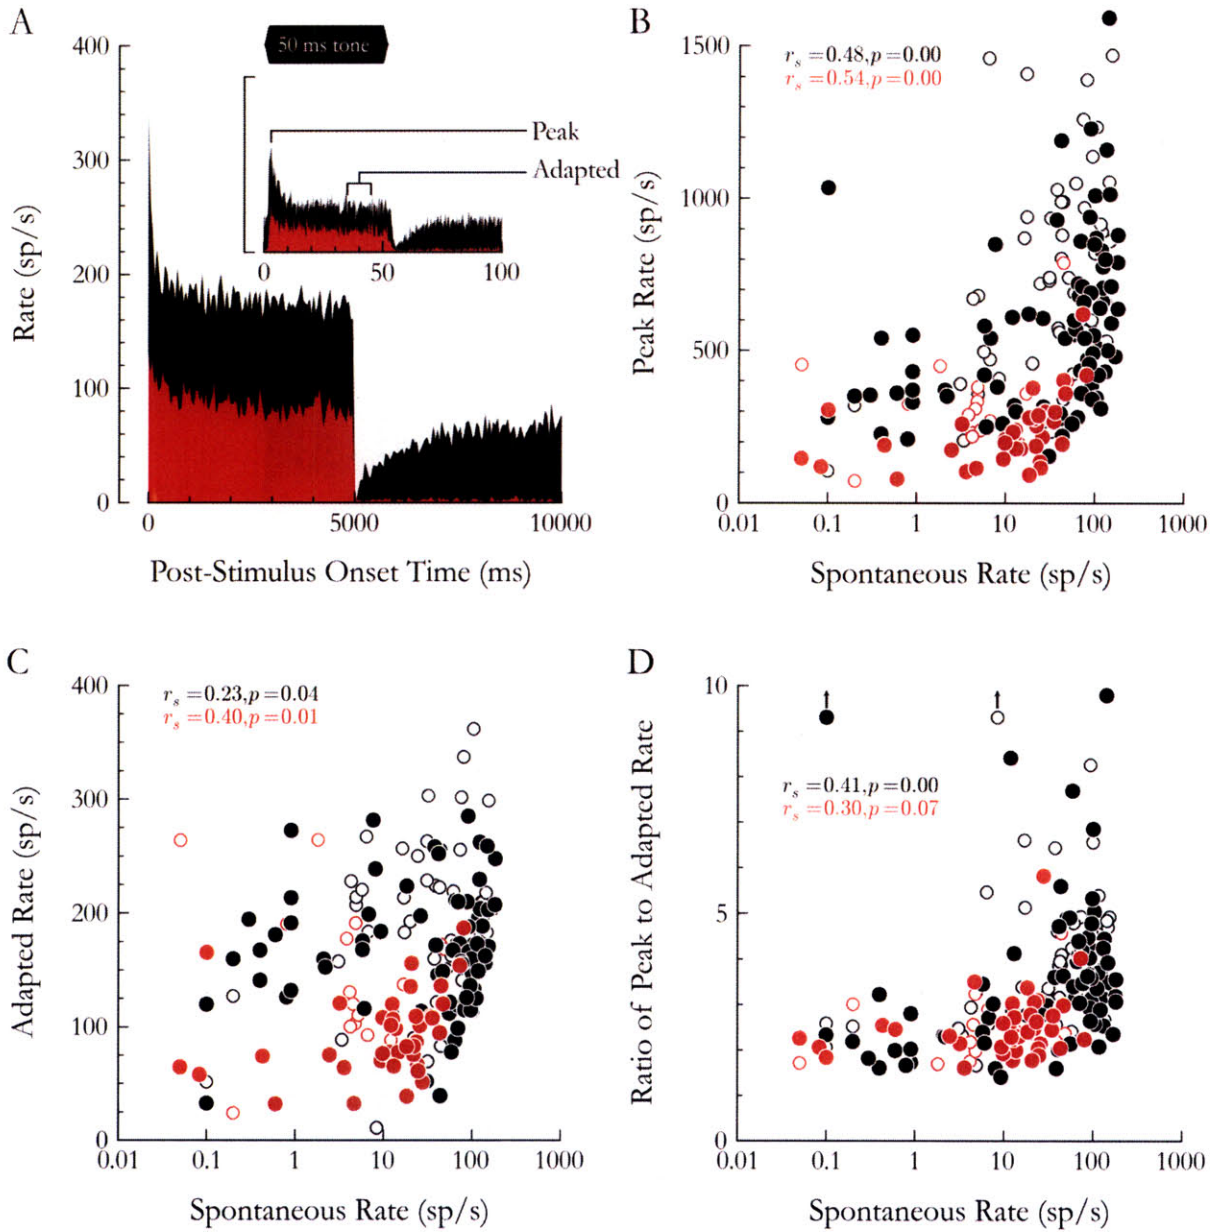 A
400
300
200
100
0
Rate (sp/s)
50 ms tone
Peak
Adapted
0
50
100
0
5000
10000
Post-Stimulus Onset Time (ms)
B
1500
1000
500
0
Peak Rate (sp/s)
r_s=0.48,p=0.00
r_s=0.54,p=0.00
0.01
0.1
1
10
100
1000
Spontaneous Rate (sp/s)
C
400
300
200
100
0
Adapted Rate (sp/s)
r_s=0.23,p=0.04
r_s=0.40,p=0.01
0.01
0.1
1
10
100
1000
Spontaneous Rate (sp/s)
D
10
5
0
Ratio of Peak to Adapted Rate
r_s=0.41,p=0.00
r_s=0.30,p=0.07
0.01
0.1
1
10
100
1000
Spontaneous Rate (sp/s)